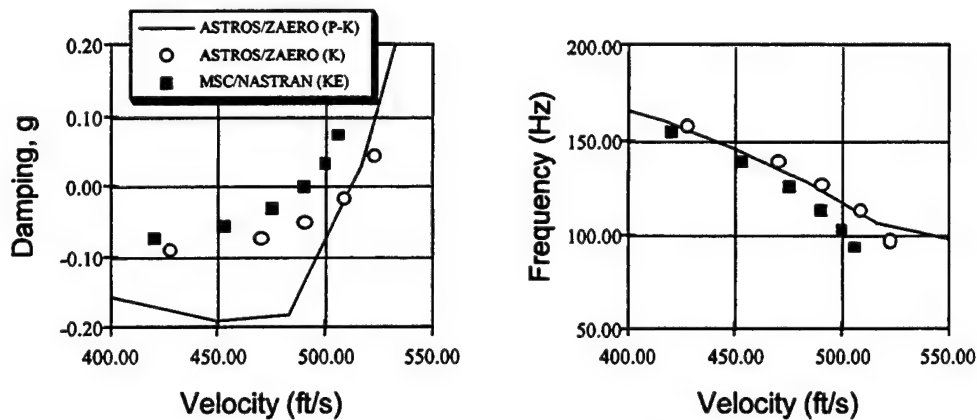 ASTROS/ZAERO (P-K)
ASTROS/ZAERO (K)
MSC/NASTRAN (KE)
0.20
0.10
0.00
-0.10
-0.20
Damping, g
400.00 450.00 500.00 550.00
Velocity (ft/s)
200.00
150.00
100.00
50.00
Frequency (Hz)
400.00 450.00 500.00 550.00
Velocity (ft/s)